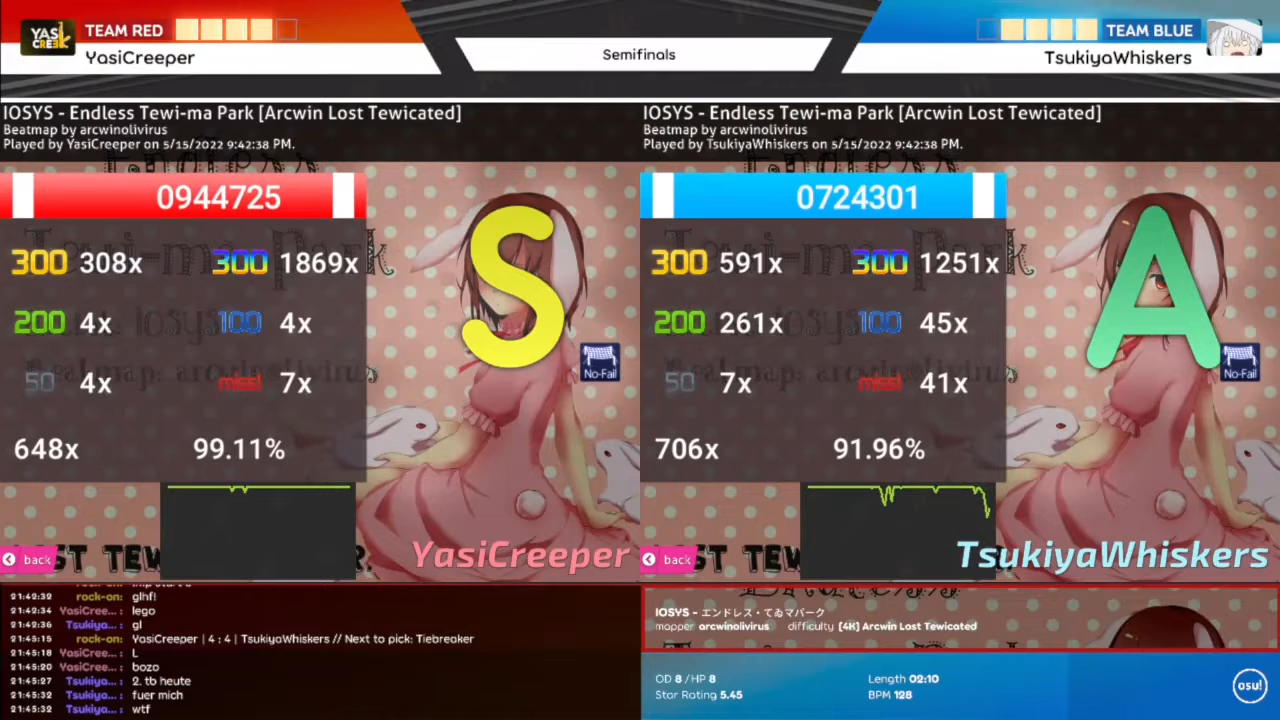 YASI CREEK
TEAM RED
YasiCreeper
Semifinals
TEAM BLUE
TsukiyaWhiskers
IOSYS - Endless Tewi-ma Park [Arcwin Lost Tewicated]
Beatmap by arcwinolivirus
Played by YasiCreeper on 5/15/2022 9:42:38 PM.
0944725
300 308x 300 1869x
200 4x 100 4x
50 4x miss! 7x
648x 99.11%
S
No-Fail
back
YasiCreeper
IOSYS - Endless Tewi-ma Park [Arcwin Lost Tewicated]
Beatmap by arcwinolivirus
Played by TsukiyaWhiskers on 5/15/2022 9:42:38 PM.
0724301
300 591x 300 1251x
200 261x 100 45x
50 7x miss! 41x
706x 91.96%
A
No-Fail
back
TsukiyaWhiskers
21:42:32 rock-on: glhf!
21:42:34 YasiCree...: lego
21:42:36 Tsukiya...: gl
21:45:15 rock-on: YasiCreeper | 4 : 4 | TsukiyaWhiskers // Next to pick: Tiebreaker
21:45:18 YasiCree...: L
21:45:20 YasiCree...: bozo
21:45:27 Tsukiya...: 2. tb heute
21:45:32 Tsukiya...: fuer mich
21:45:32 Tsukiya...: wtf
IOSYS - エンドレス・てゐマパーク
mapper arcwinolivirus difficulty [4K] Arcwin Lost Tewicated
OD 8 / HP 8
Star Rating 5.45
Length 02:10
BPM 128
osu!